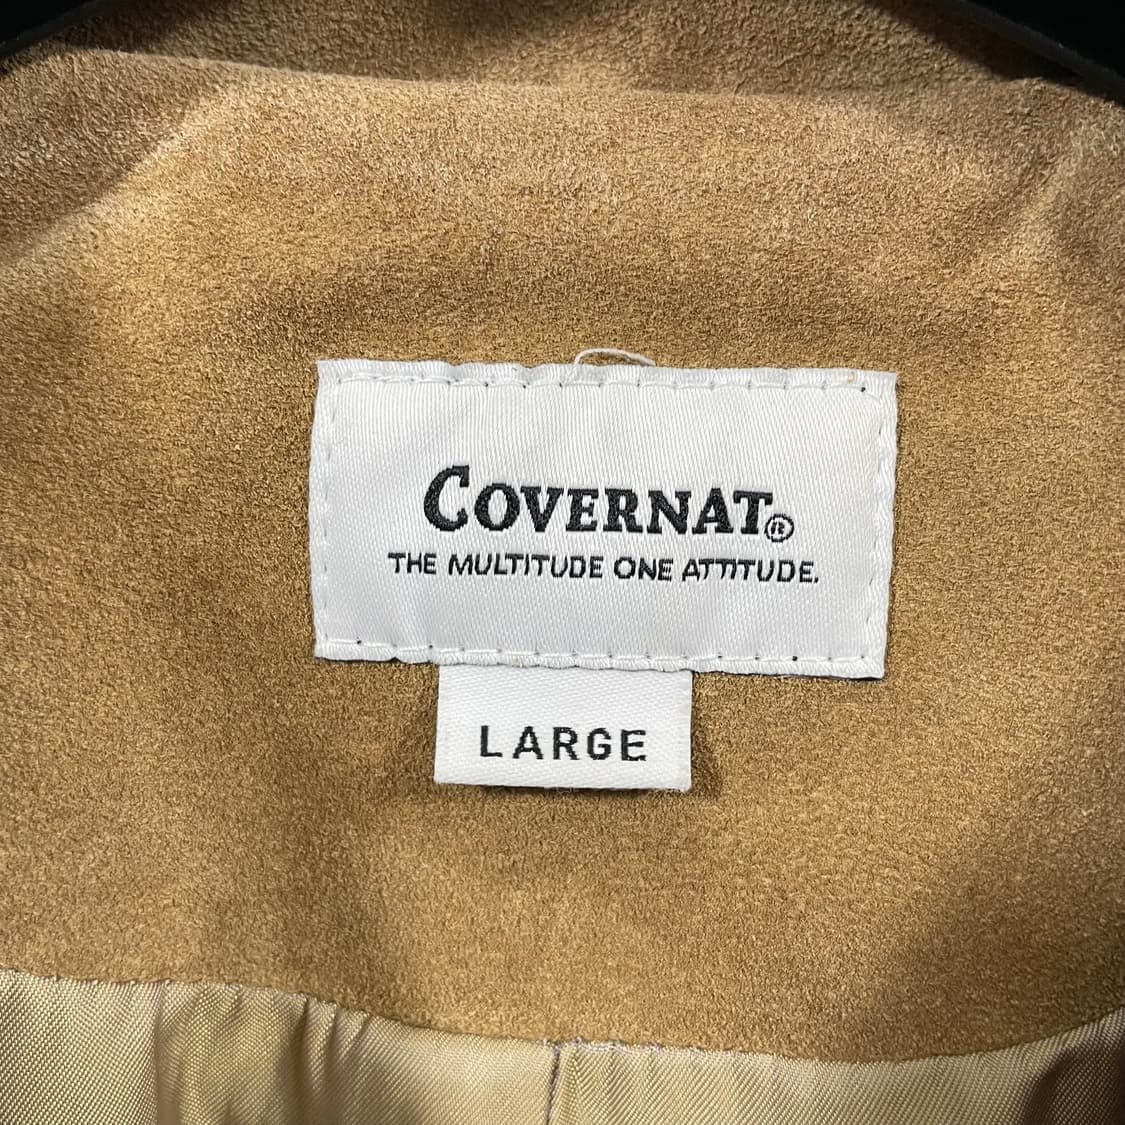 COVERNAT®
THE MULTITUDE ONE ATTITUDE.
LARGE